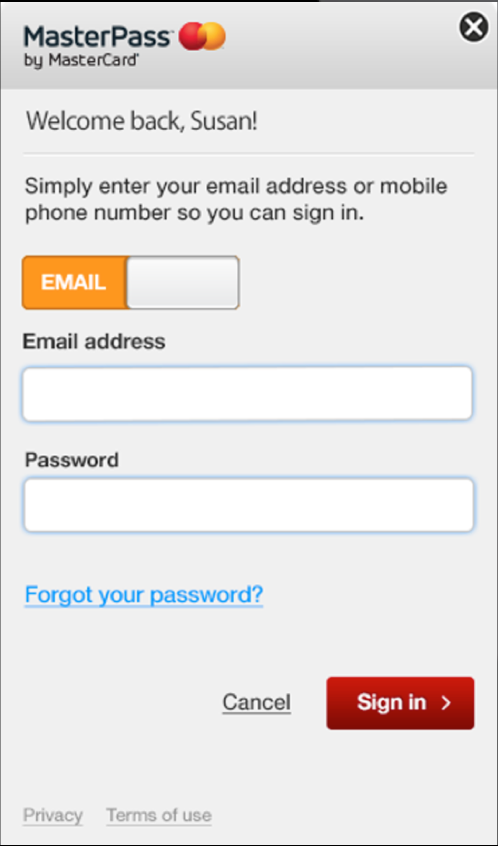 MasterPass
by MasterCard
Welcome back, Susan!
Simply enter your email address or mobile
phone number so you can sign in.
EMAIL
Email address
Password
Forgot your password?
Cancel
Sign in >
Privacy Terms of use